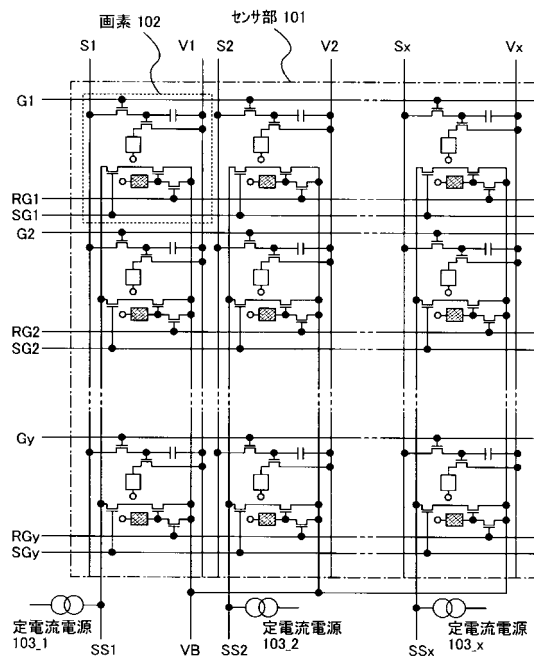 画素 102
センサ部 101
S1
V1
S2
V2
Sx
Vx
G1
RG1
SG1
G2
RG2
SG2
Gy
RGy
SGy
定電流電源
103_1
定電流電源
103_2
定電流電源
103_x
SS1
VB
SS2
SSx